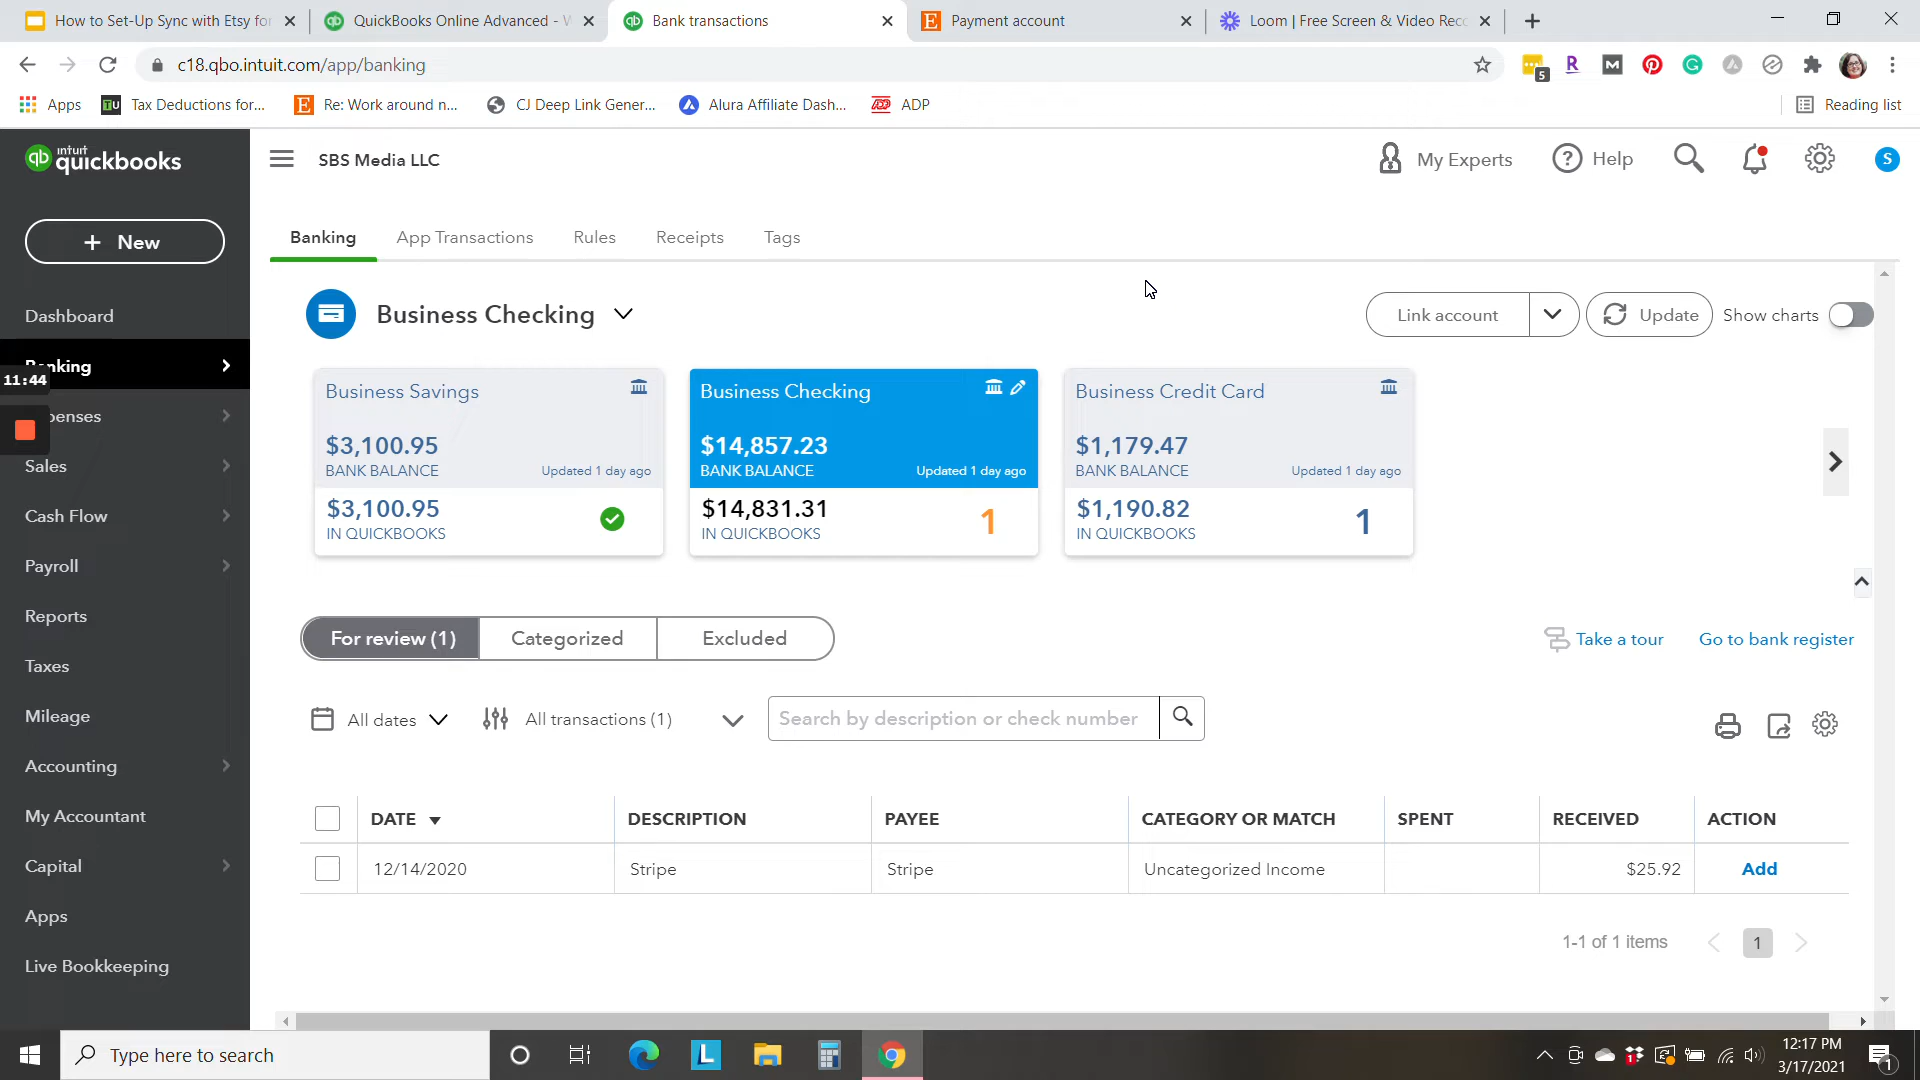 How to Set-Up Sync with Etsy for
QuickBooks Online Advanced - W
Bank transactions
Payment account
Loom | Free Screen & Video Rec
c18.qbo.intuit.com/app/banking
5
Apps
Tax Deductions for...
Re: Work around n...
CJ Deep Link Gener...
Alura Affiliate Dash...
ADP
Reading list
intuit
quickbooks
SBS Media LLC
My Experts
Help
S
+ New
Banking
App Transactions
Rules
Receipts
Tags
Dashboard
Business Checking
Link account
Update
Show charts
Banking
11:44
Expenses
Sales
Cash Flow
Payroll
Reports
Taxes
Mileage
Accounting
My Accountant
Capital
Apps
Live Bookkeeping
Business Savings
$3,100.95
BANK BALANCE
Updated 1 day ago
$3,100.95
IN QUICKBOOKS
Business Checking
$14,857.23
BANK BALANCE
Updated 1 day ago
$14,831.31
IN QUICKBOOKS
1
Business Credit Card
$1,179.47
BANK BALANCE
Updated 1 day ago
$1,190.82
IN QUICKBOOKS
1
For review (1)
Categorized
Excluded
Take a tour
Go to bank register
All dates
All transactions (1)
Search by description or check number
DATE
DESCRIPTION
PAYEE
CATEGORY OR MATCH
SPENT
RECEIVED
ACTION
12/14/2020
Stripe
Stripe
Uncategorized Income
$25.92
Add
1-1 of 1 items
1
Type here to search
12:17 PM
3/17/2021
1